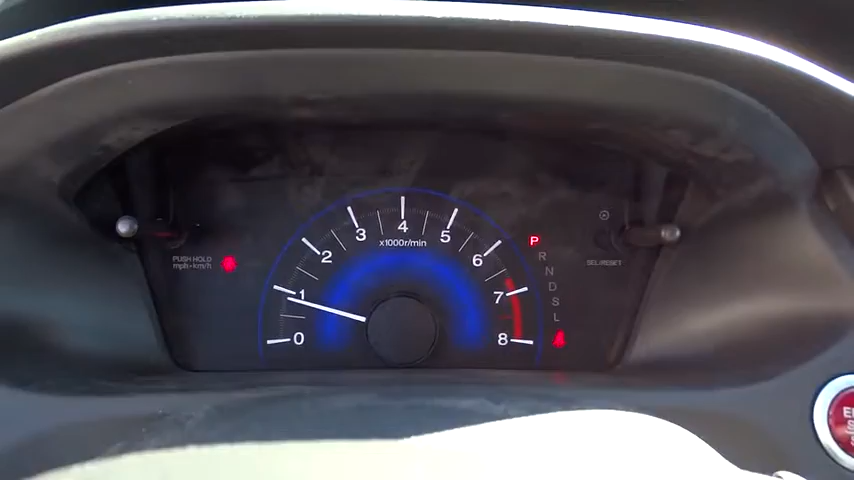 4
3
5
x1000r/min
2
6
P
R
PUSH HOLD
mph↔km/h
SEL/RESET
N
1
7
D
S
L
0
8